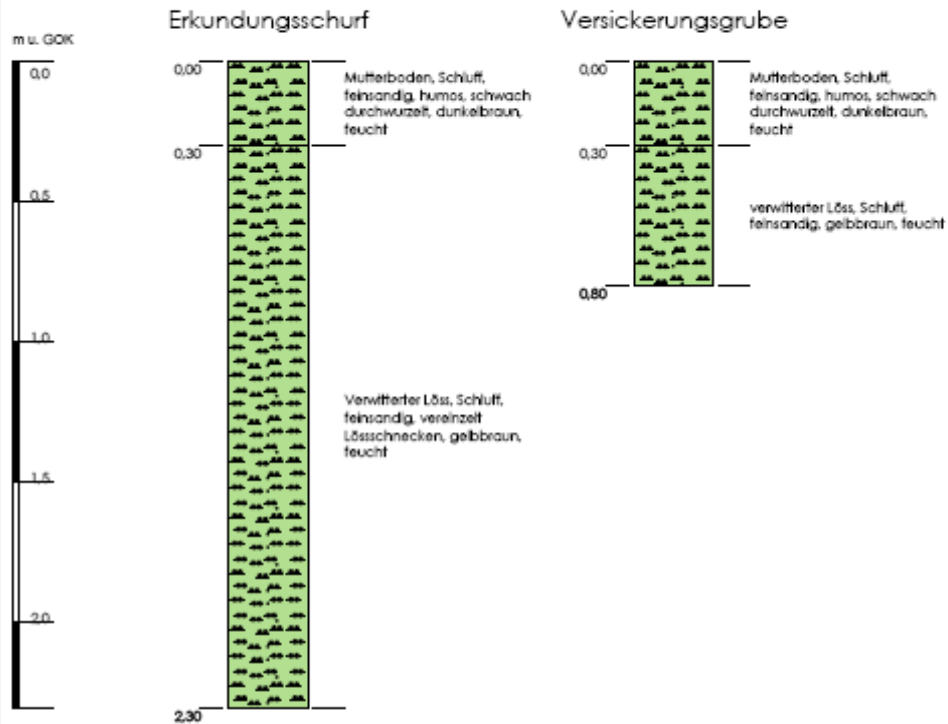 Erkundungsschurf
Versickerungsgrube
m u. GOK
0,0
0,5
1,0
1,5
2,0
0,00
Mutterboden, Schluff,
feinsandig, humos, schwach
durchwurzelt, dunkelbraun,
feucht
0,30
Verwitterter Löss, Schluff,
feinsandig, vereinzelt
Lössschnecken, gelbbraun,
feucht
2,30
0,00
Mutterboden, Schluff,
feinsandig, humos, schwach
durchwurzelt, dunkelbraun,
feucht
0,30
verwitterter Löss, Schluff,
feinsandig, gelbbraun, feucht
0,80